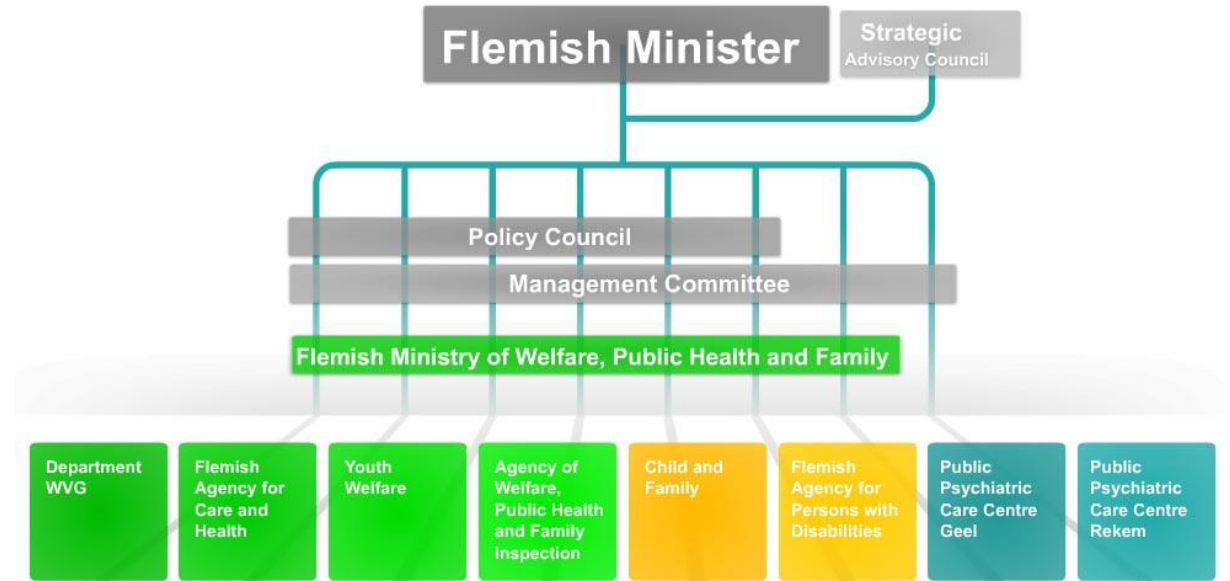 Flemish Minister
Strategic
Advisory Council
Policy Council
Management Committee
Flemish Ministry of Welfare, Public Health and Family
Department
WVG
Flemish
Agency for
Care and
Health
Youth
Welfare
Agency of
Welfare,
Public Health
and Family
Inspection
Child and
Family
Flemish
Agency for
Persons with
Disabilities
Public
Psychiatric
Care Centre
Geel
Public
Psychiatric
Care Centre
Rekem